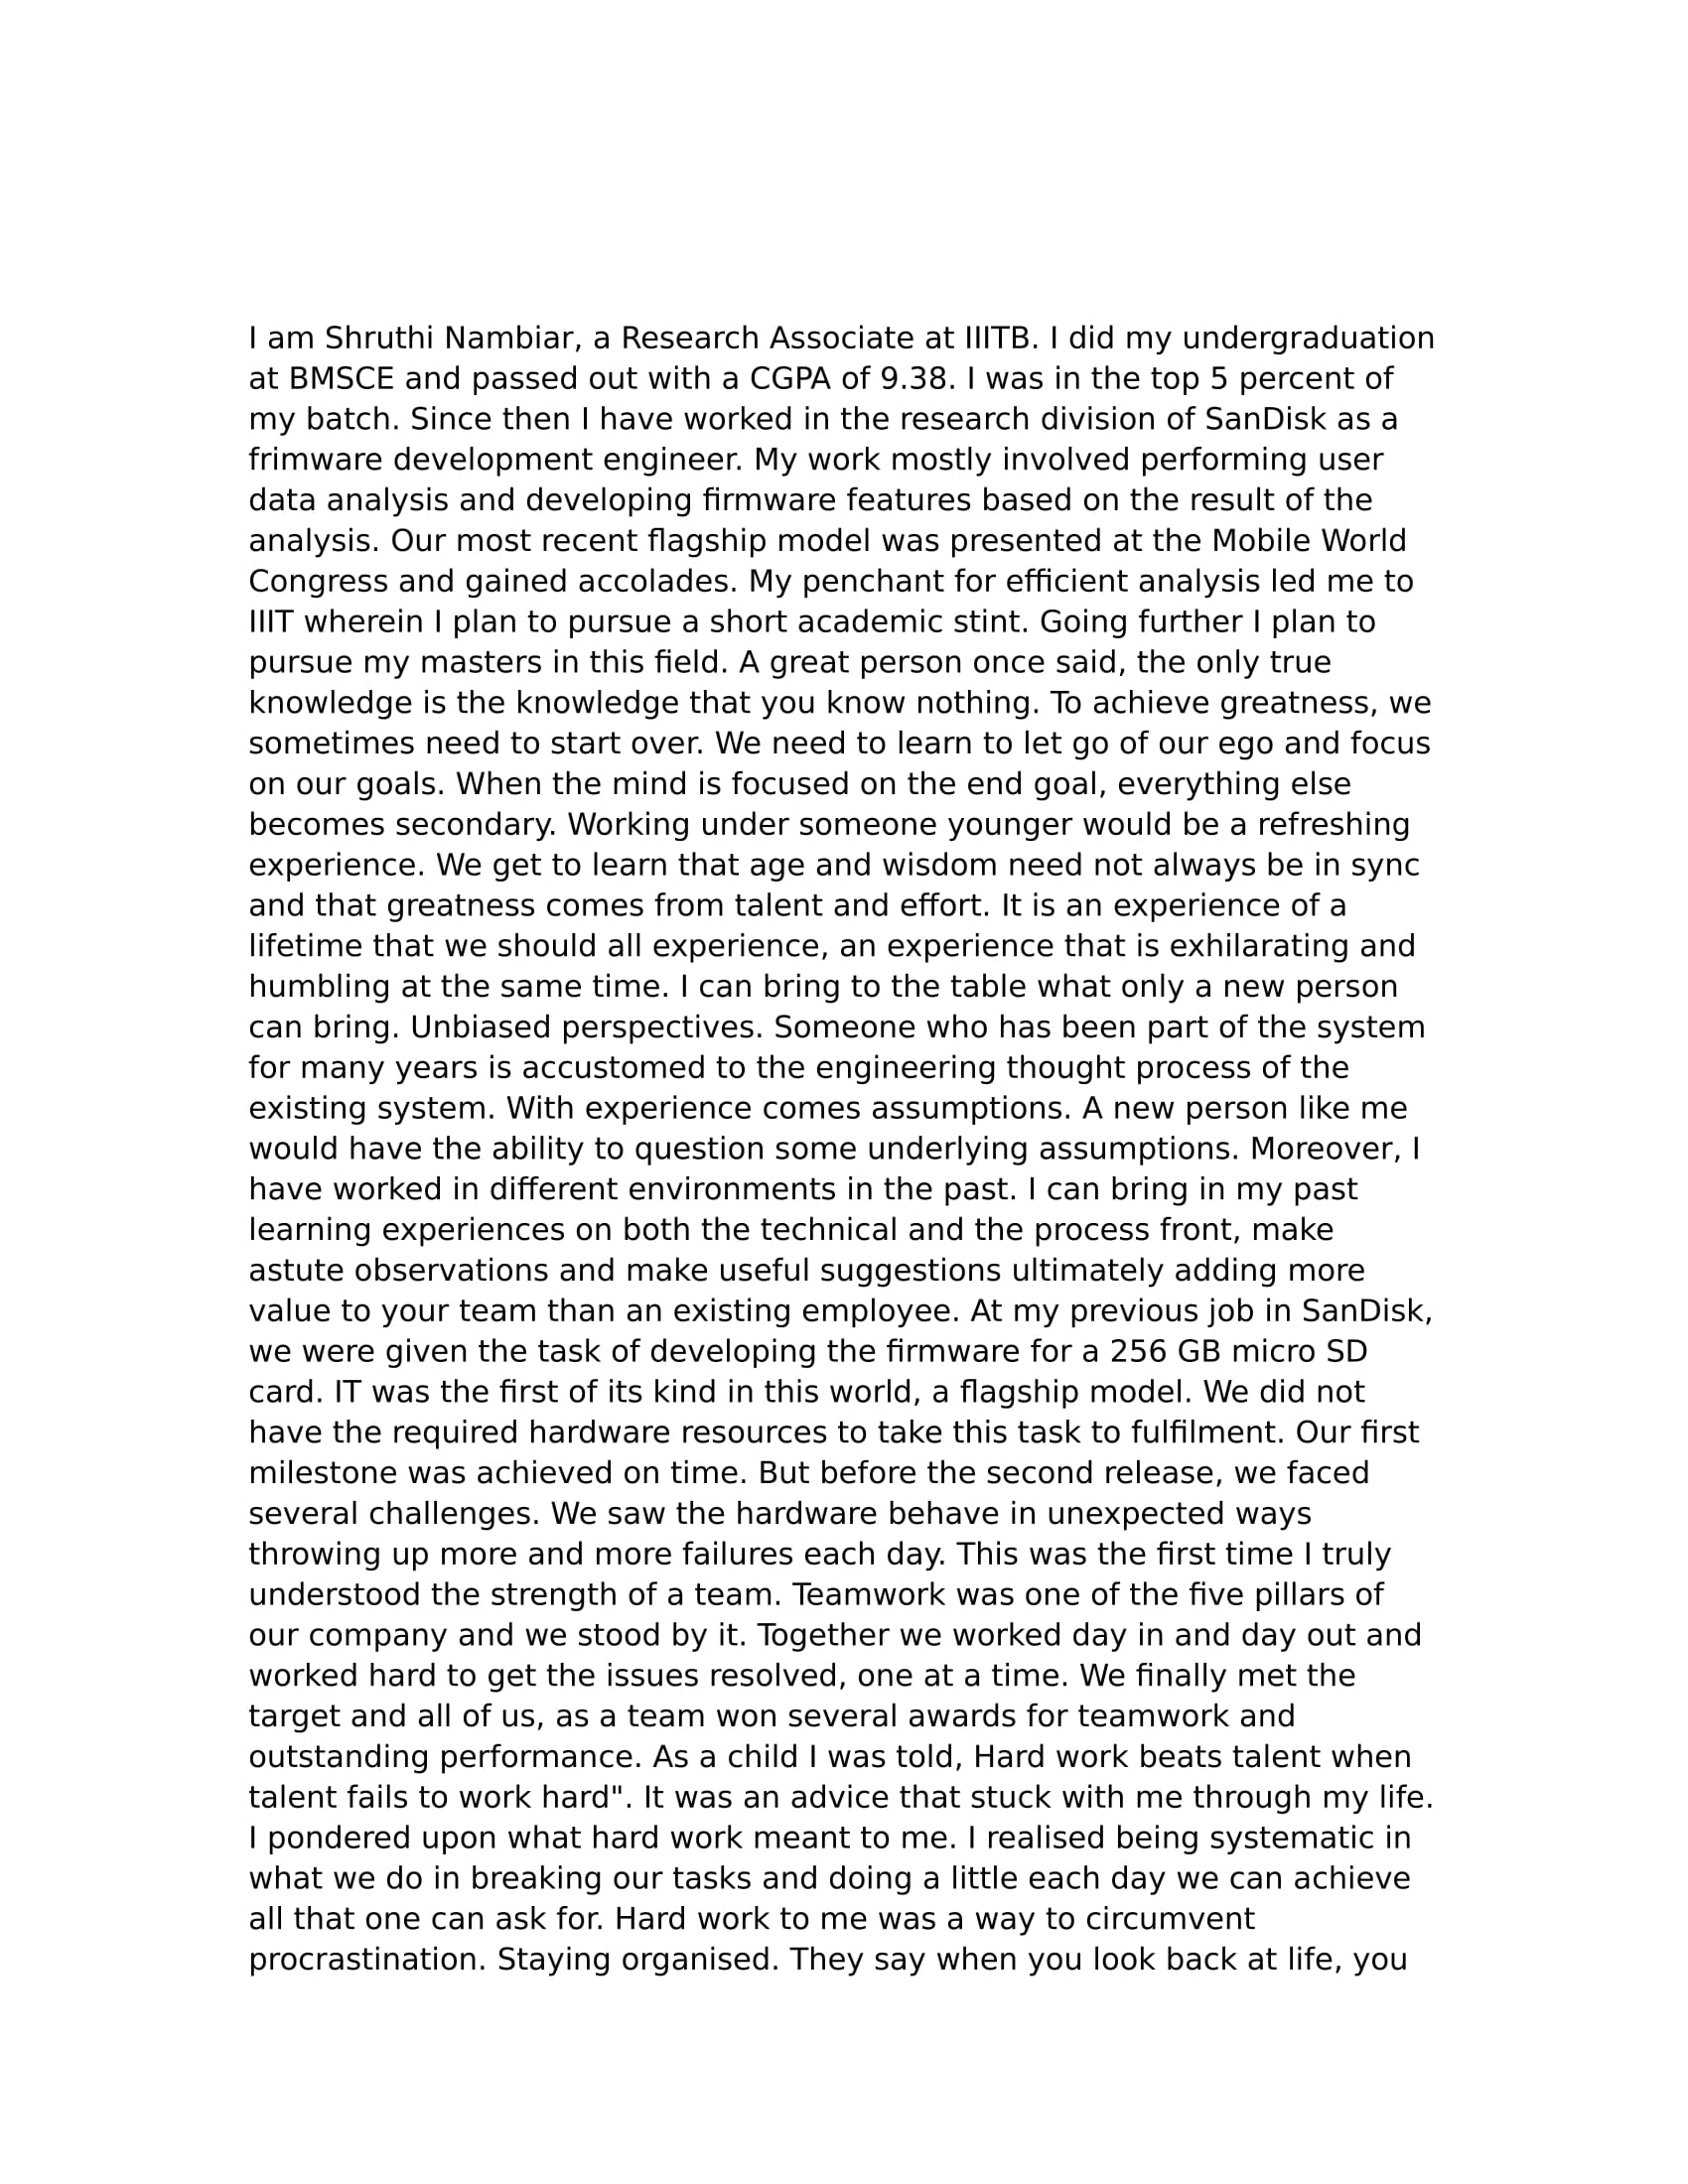 I am Shruthi Nambiar, a Research Associate at IIITB. I did my undergraduation
at BMSCE and passed out with a CGPA of 9.38. I was in the top 5 percent of
my batch. Since then I have worked in the research division of SanDisk as a
frimware development engineer. My work mostly involved performing user
data analysis and developing firmware features based on the result of the
analysis. Our most recent flagship model was presented at the Mobile World
Congress and gained accolades. My penchant for efficient analysis led me to
IIIT wherein I plan to pursue a short academic stint. Going further I plan to
pursue my masters in this field. A great person once said, the only true
knowledge is the knowledge that you know nothing. To achieve greatness, we
sometimes need to start over. We need to learn to let go of our ego and focus
on our goals. When the mind is focused on the end goal, everything else
becomes secondary. Working under someone younger would be a refreshing
experience. We get to learn that age and wisdom need not always be in sync
and that greatness comes from talent and effort. It is an experience of a
lifetime that we should all experience, an experience that is exhilarating and
humbling at the same time. I can bring to the table what only a new person
can bring. Unbiased perspectives. Someone who has been part of the system
for many years is accustomed to the engineering thought process of the
existing system. With experience comes assumptions. A new person like me
would have the ability to question some underlying assumptions. Moreover, I
have worked in different environments in the past. I can bring in my past
learning experiences on both the technical and the process front, make
astute observations and make useful suggestions ultimately adding more
value to your team than an existing employee. At my previous job in SanDisk,
we were given the task of developing the firmware for a 256 GB micro SD
card. IT was the first of its kind in this world, a flagship model. We did not
have the required hardware resources to take this task to fulfilment. Our first
milestone was achieved on time. But before the second release, we faced
several challenges. We saw the hardware behave in unexpected ways
throwing up more and more failures each day. This was the first time I truly
understood the strength of a team. Teamwork was one of the five pillars of
our company and we stood by it. Together we worked day in and day out and
worked hard to get the issues resolved, one at a time. We finally met the
target and all of us, as a team won several awards for teamwork and
outstanding performance. As a child I was told, Hard work beats talent when
talent fails to work hard". It was an advice that stuck with me through my life.
I pondered upon what hard work meant to me. I realised being systematic in
what we do in breaking our tasks and doing a little each day we can achieve
all that one can ask for. Hard work to me was a way to circumvent
procrastination. Staying organised. They say when you look back at life, you